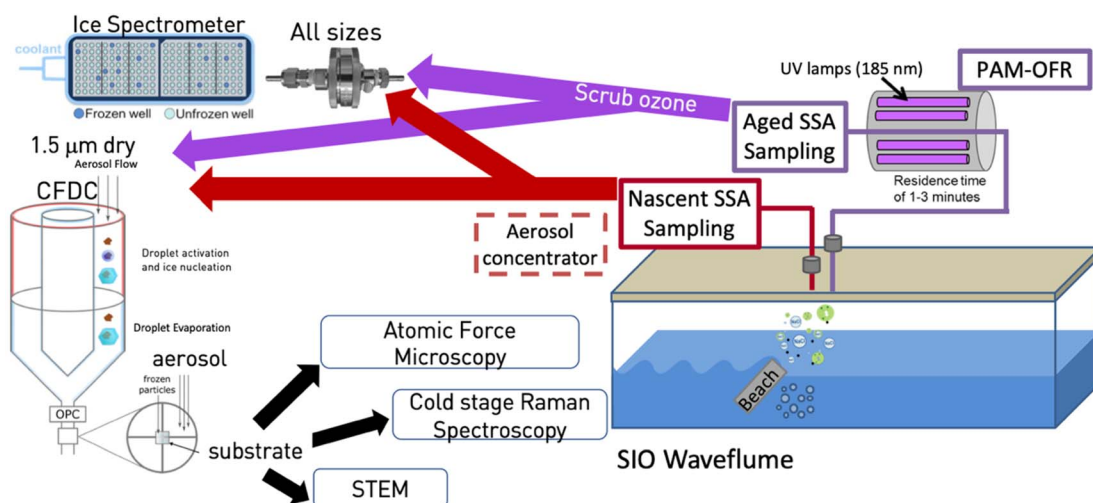 Ice Spectrometer
coolant
Frozen well
Unfrozen well
All sizes
Scrub ozone
UV lamps (185 nm)
PAM-OFR
Aged SSA
Sampling
Residence time
of 1-3 minutes
1.5 μm dry
Aerosol Flow
CFDC
Droplet activation
and ice nucleation
Droplet Evaporation
Nascent SSA
Sampling
Aerosol
concentrator
aerosol
frozen
particles
OPC
substrate
Atomic Force
Microscopy
Cold stage Raman
Spectroscopy
STEM
Beach
SIO Waveflume